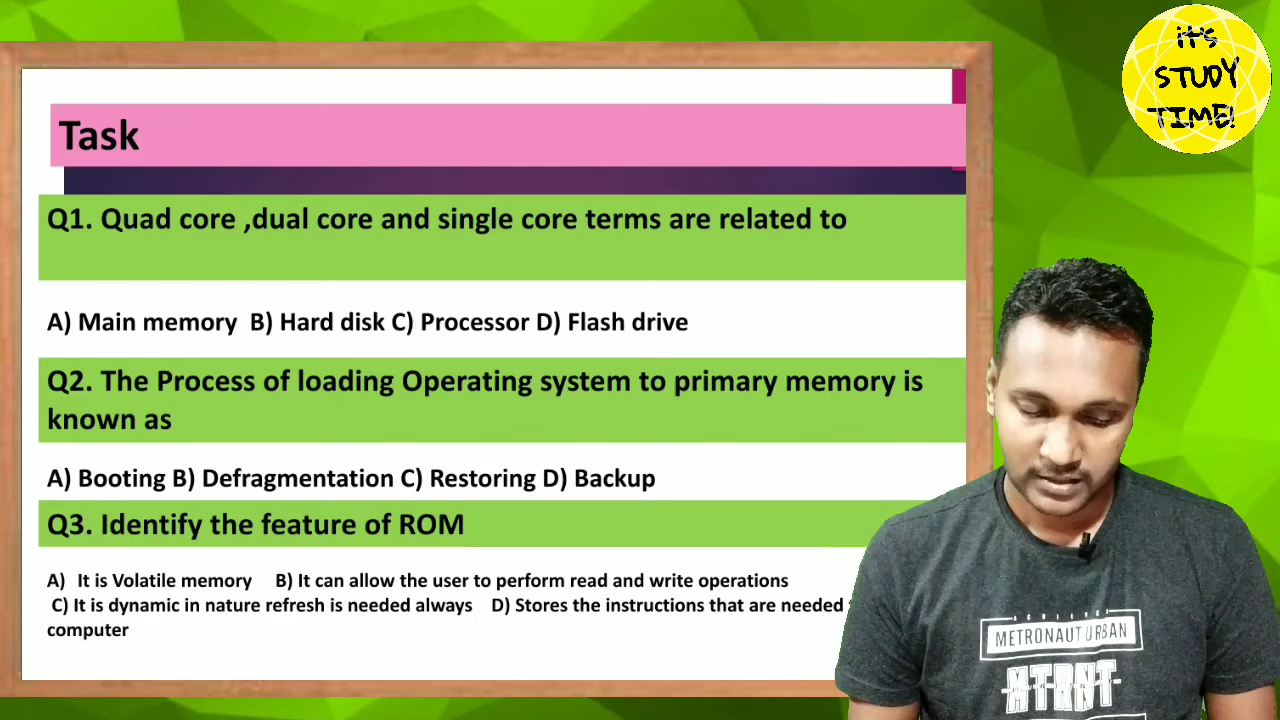 it's
STUDY
TIME!
Task
Q1. Quad core ,dual core and single core terms are related to
A) Main memory B) Hard disk C) Processor D) Flash drive
Q2. The Process of loading Operating system to primary memory is
known as
A) Booting B) Defragmentation C) Restoring D) Backup
Q3. Identify the feature of ROM
A) It is Volatile memory B) It can allow the user to perform read and write operations
C) It is dynamic in nature refresh is needed always D) Stores the instructions that are needed
computer
METRONAUT URBAN
MTRNT